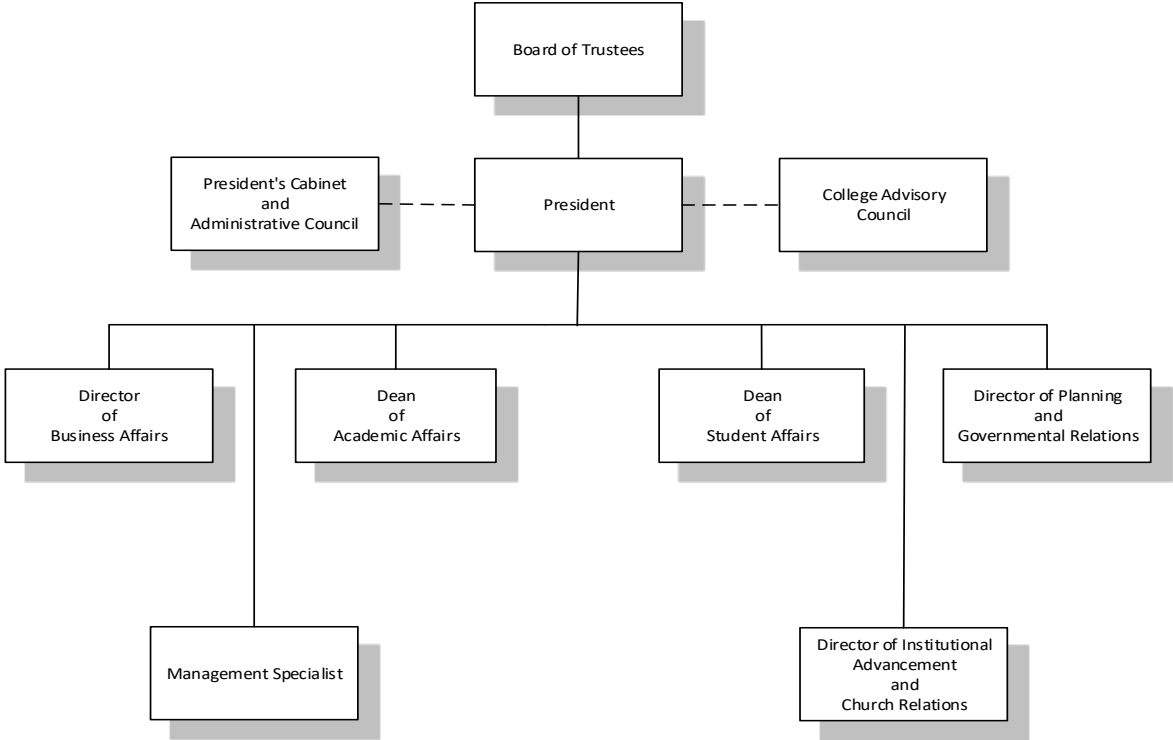 Board of Trustees
President's Cabinet
and
Administrative Council
President
College Advisory
Council
Director
of
Business Affairs
Dean
of
Academic Affairs
Dean
of
Student Affairs
Director of Planning
and
Governmental Relations
Management Specialist
Director of Institutional
Advancement
and
Church Relations